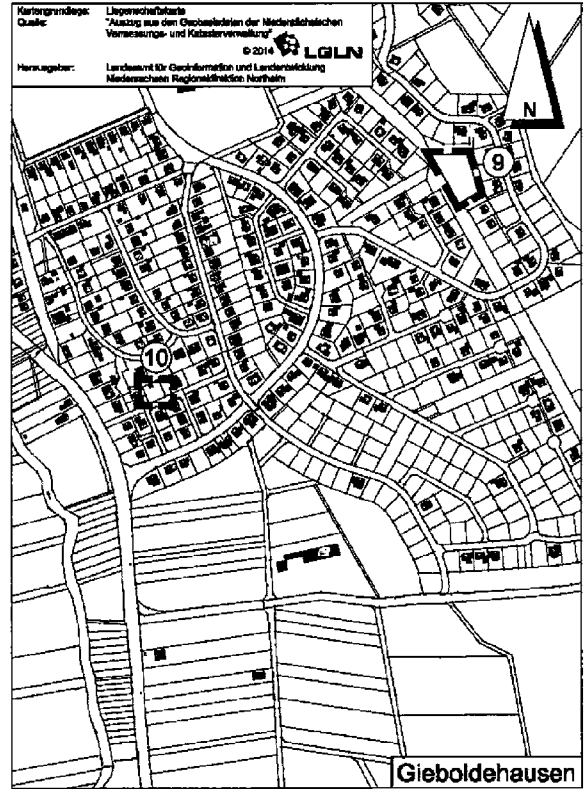 Kartengrundlage: Liegenschaftskarte
Quelle: "Auszug aus den Geobasisdaten der Niedersächsischen
Vermessungs- und Katasterverwaltung"
© 2014 LGLN
Herausgeber: Landesamt für Geoinformation und Landentwicklung
Niedersachsen Regionaldirektion Northeim
N
9
10
Gieboldehausen